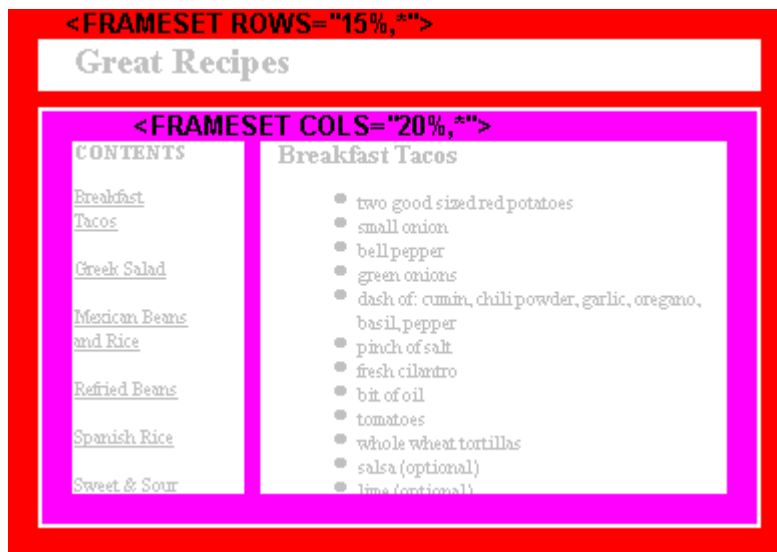 <FRAMESET ROWS="15%,*">
Great Recipes
<FRAMESET COLS="20%,*">
CONTENTS
Breakfast
Tacos
Greek Salad
Mexican Beans
and Rice
Refried Beans
Spanish Rice
Sweet & Sour
Breakfast Tacos
two good sized red potatoes
small onion
bell pepper
green onions
dash of: cumin, chili powder, garlic, oregano,
basil, pepper
pinch of salt
fresh cilantro
bit of oil
tomatoes
whole wheat tortillas
salsa (optional)
lime (optional)